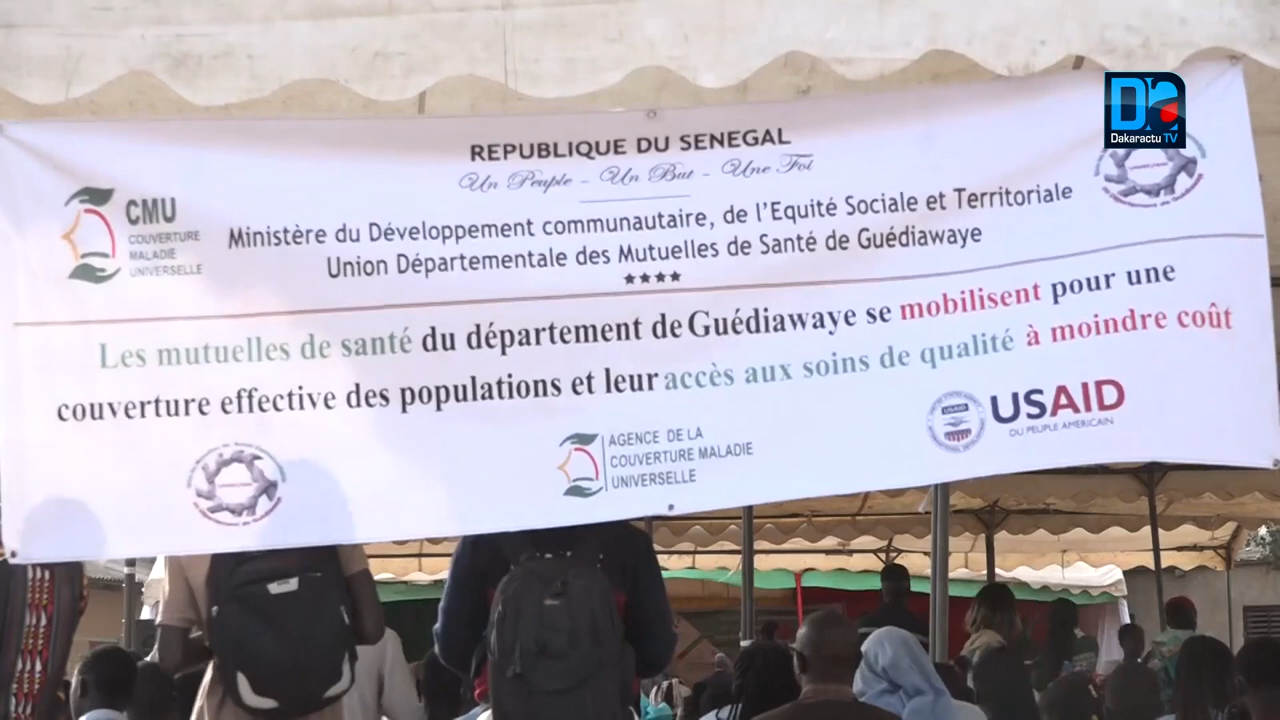 Dakaractu TV
REPUBLIQUE DU SENEGAL
Un Peuple - Un But - Une Foi
CMU
COUVERTURE
MALADIE
UNIVERSELLE
Ministère du Développement communautaire, de l'Equité Sociale et Territoriale
Union Départementale des Mutuelles de Santé de Guédiawaye
Les mutuelles de santé du département de Guédiawaye se mobilisent pour une
couverture effective des populations et leur accès aux soins de qualité à moindre coût
AGENCE DE LA
COUVERTURE MALADIE
UNIVERSELLE
USAID
USAID
DU PEUPLE AMERICAIN